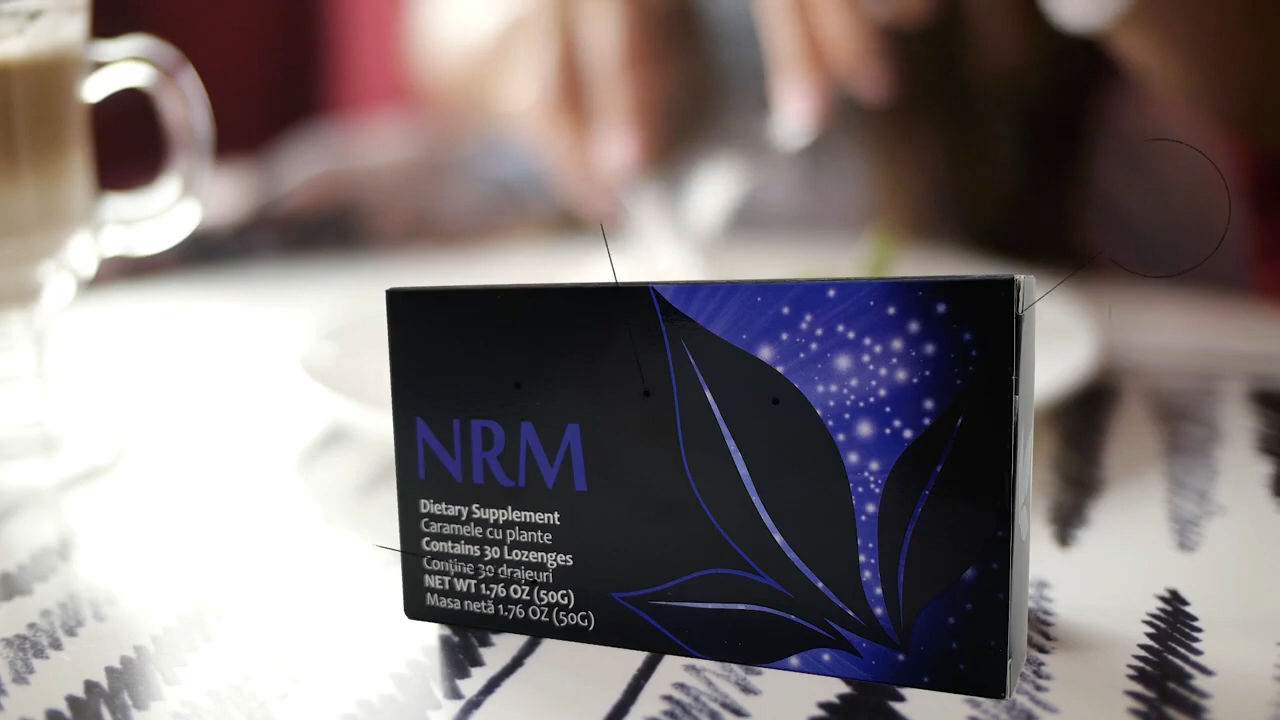 NRM
Dietary Supplement
Caramele cu plante
Contains 30 Lozenges
Conține 30 drajeuri
NET WT 1.76 OZ (50G)
Masa netă 1.76 OZ (50G)